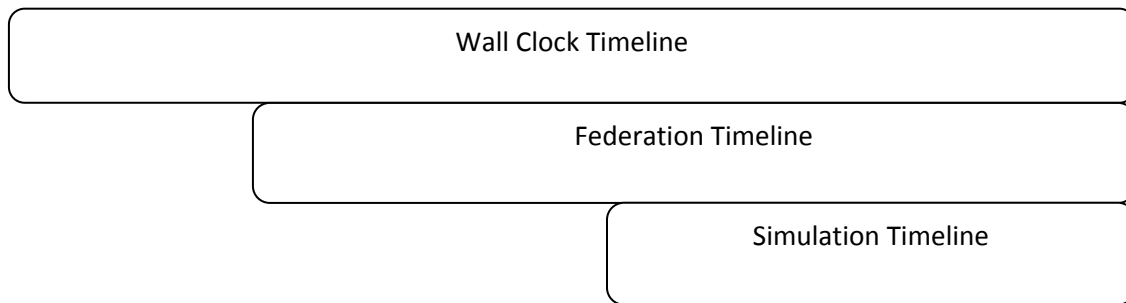 Wall Clock Timeline
Federation Timeline
Simulation Timeline